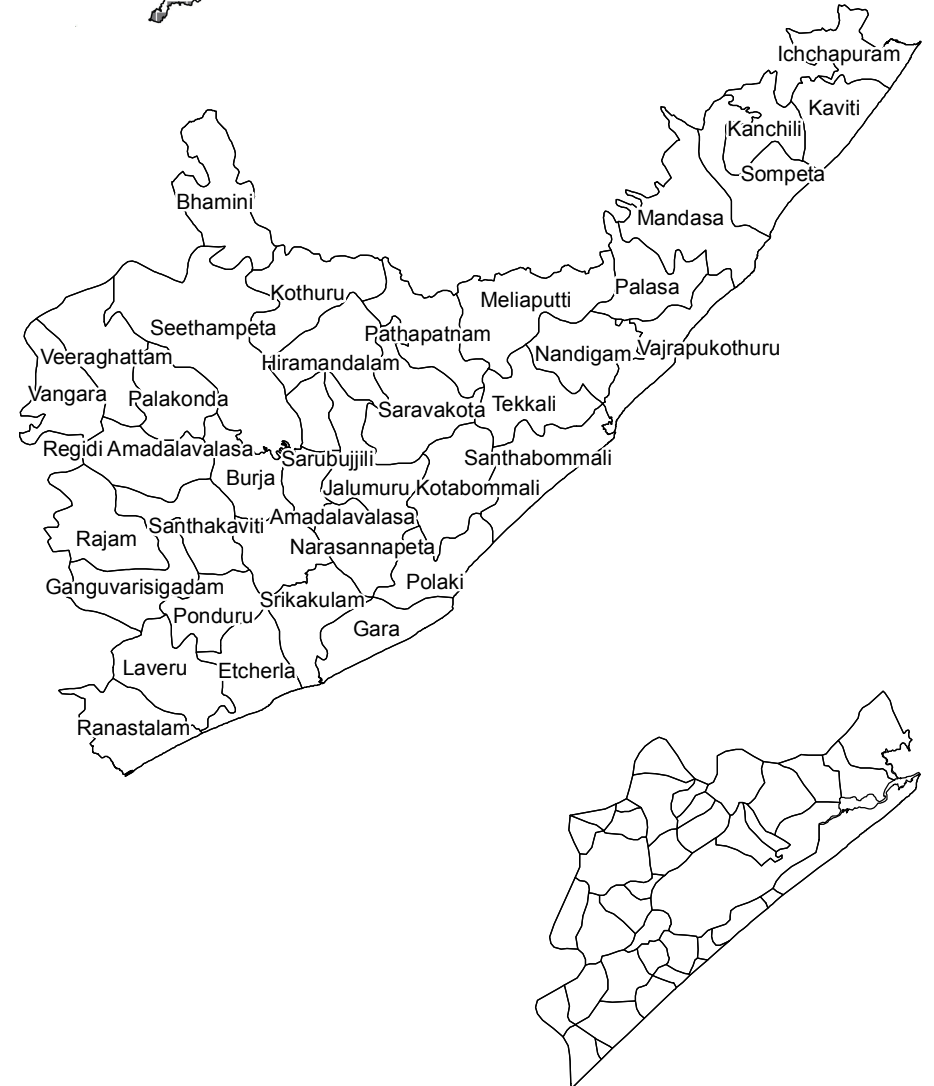 Ichchapuram
Kaviti
Kanchili
Sompeta
Bhamini
Mandasa
Kothuru
Meliaputti
Palasa
Seethampeta
Pathapatnam
Veeraghattam
Hiramandalam
Nandigam
Vajrapukothuru
Vangara
Palakonda
Saravakota
Tekkali
Regidi Amadalavalasa
Sarubujjili
Santhabommali
Burja
Jalumuru
Kotabommali
Santhakaviti
Amadalavalasa
Rajam
Narasannapeta
Ganguvarisigadam
Polaki
Srikakulam
Ponduru
Gara
Laveru
Etcherla
Ranastalam